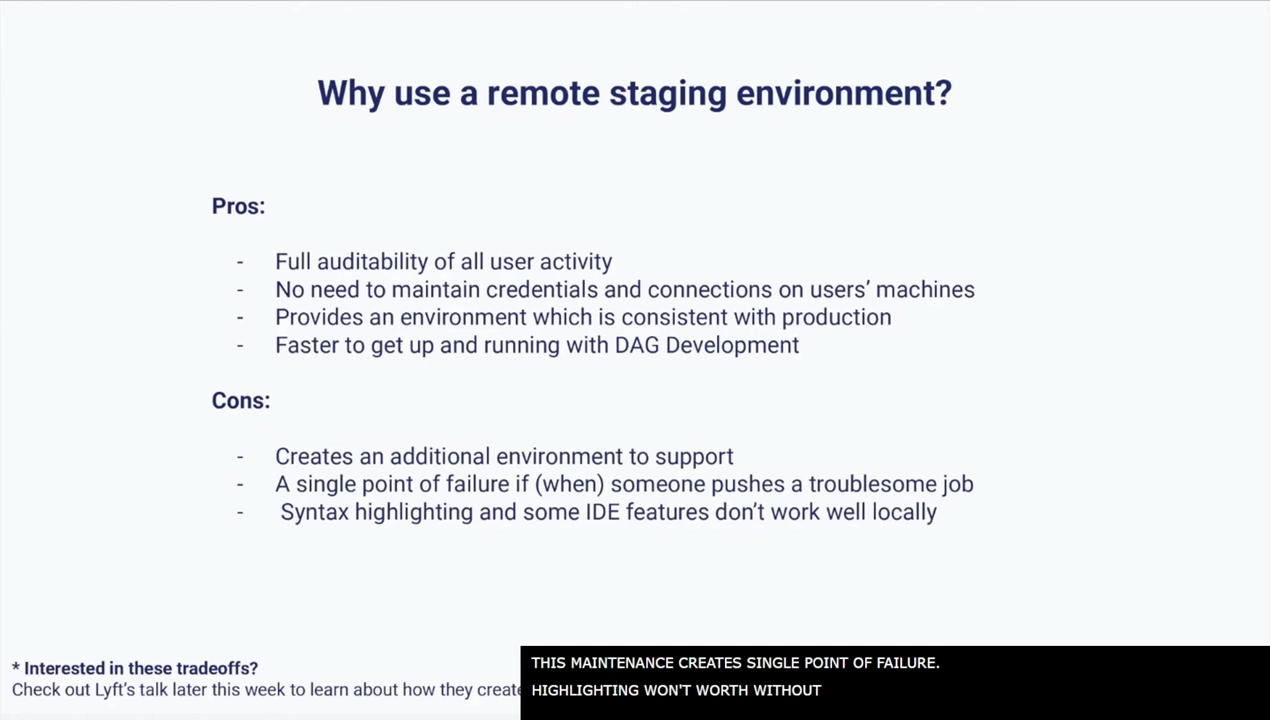 Why use a remote staging environment?
Pros:
- Full auditability of all user activity
- No need to maintain credentials and connections on users’ machines
- Provides an environment which is consistent with production
- Faster to get up and running with DAG Development
Cons:
- Creates an additional environment to support
- A single point of failure if (when) someone pushes a troublesome job
- Syntax highlighting and some IDE features don’t work well locally
* Interested in these tradeoffs?
Check out Lyft’s talk later this week to learn about how they create
THIS MAINTENANCE CREATES SINGLE POINT OF FAILURE.
HIGHLIGHTING WON'T WORTH WITHOUT